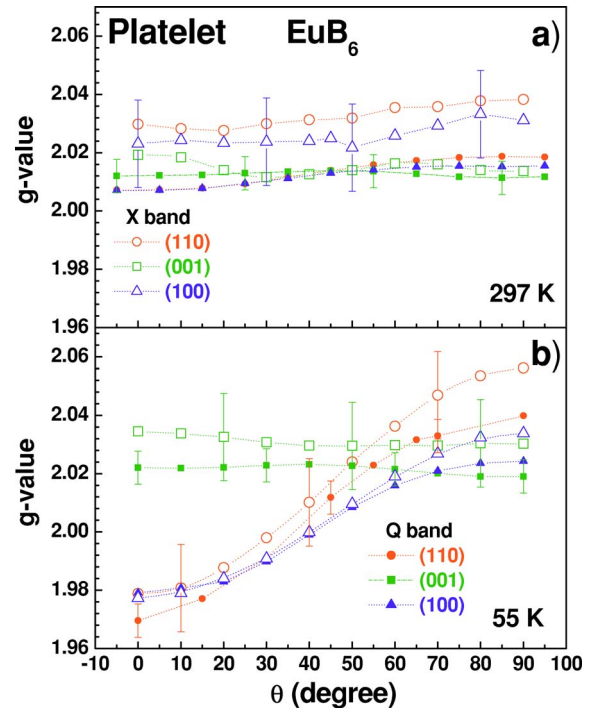 Platelet EuB6 a)
2.06
2.04
2.02
2.00
1.98
1.96
g-value
X band
(110)
(001)
(100)
297 K
b)
2.06
2.04
2.02
2.00
1.98
1.96
g-value
Q band
(110)
(001)
(100)
55 K
-10 0 10 20 30 40 50 60 70 80 90 100
θ (degree)